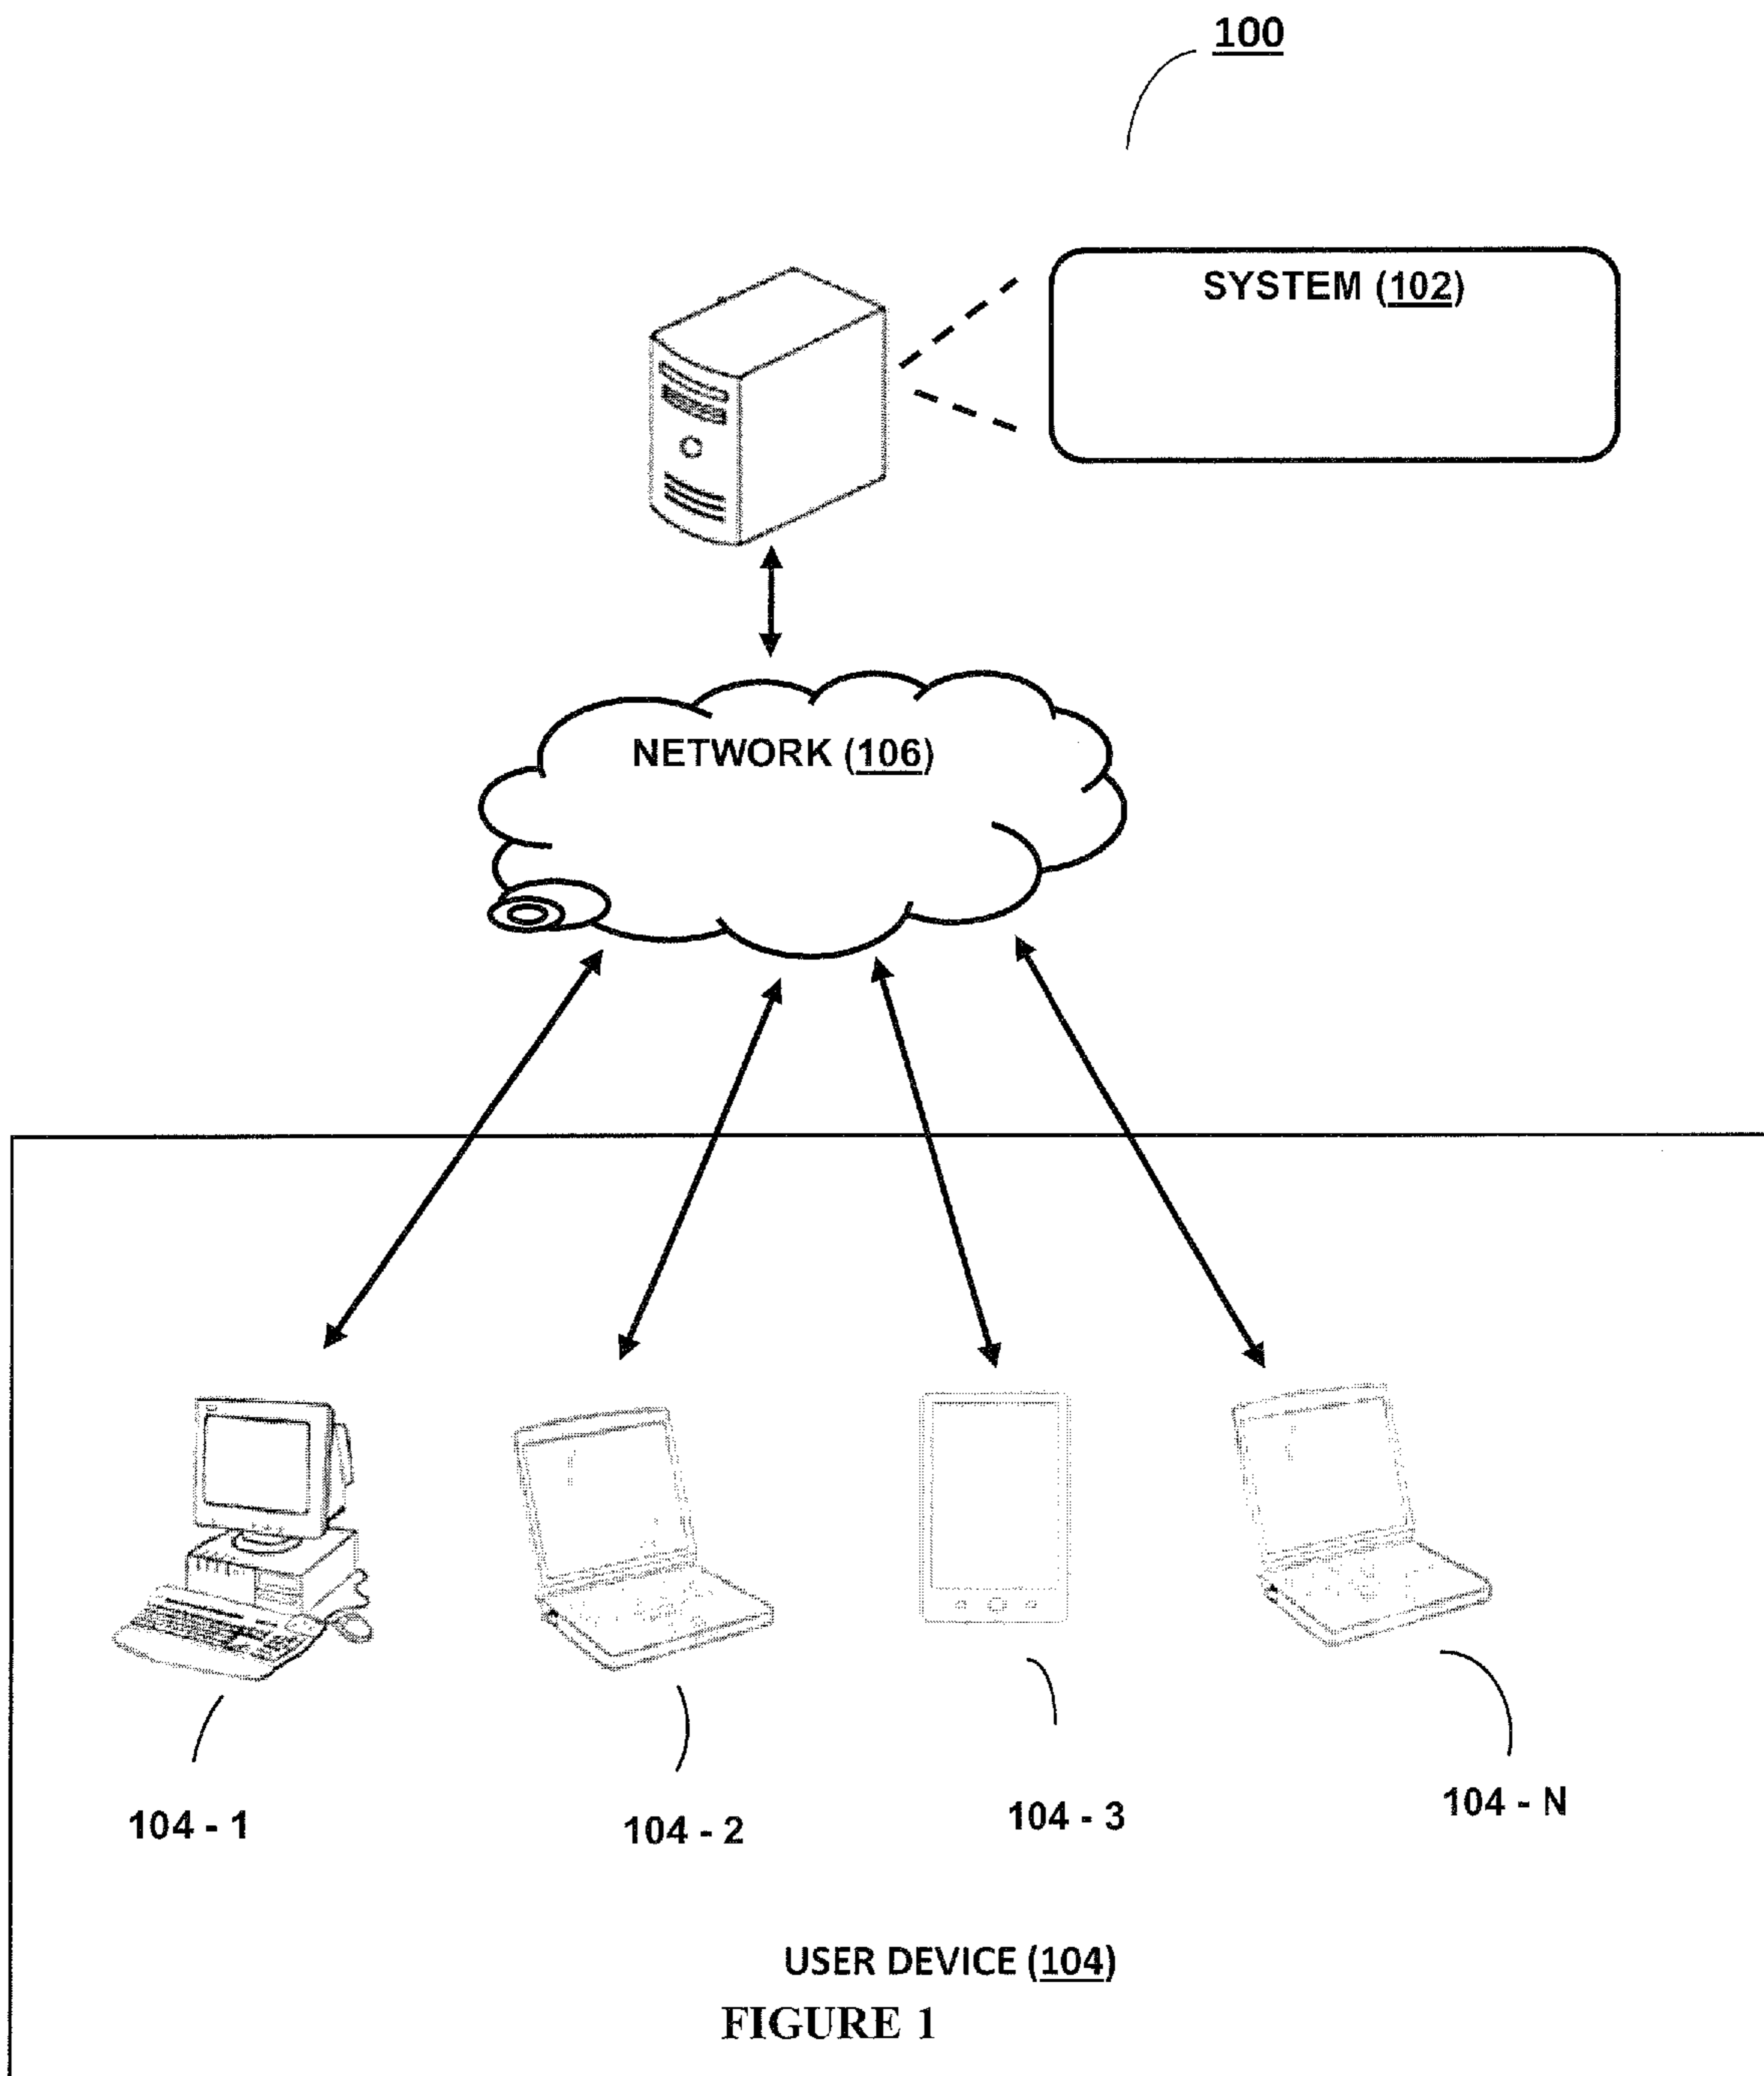 100
SYSTEM (102)
NETWORK (106)
104 - 1
104 - 2
104 - 3
104 - N
USER DEVICE (104)
FIGURE 1